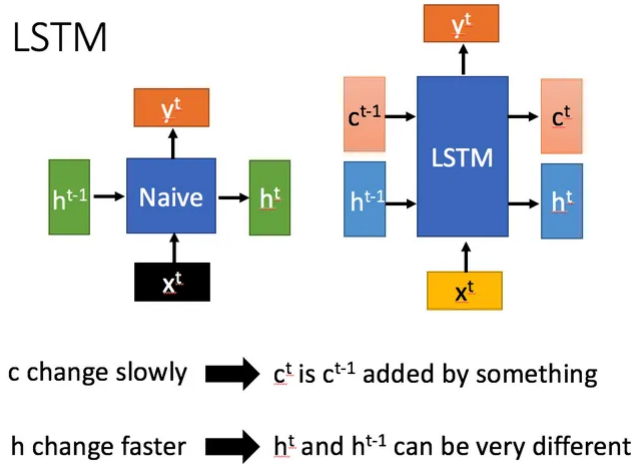 LSTM
yᵗ
hᵗ⁻¹
Naive
hᵗ
xᵗ
yᵗ
cᵗ⁻¹
cᵗ
LSTM
hᵗ⁻¹
hᵗ
xᵗ
c change slowly
cᵗ is cᵗ⁻¹ added by something
h change faster
hᵗ and hᵗ⁻¹ can be very different